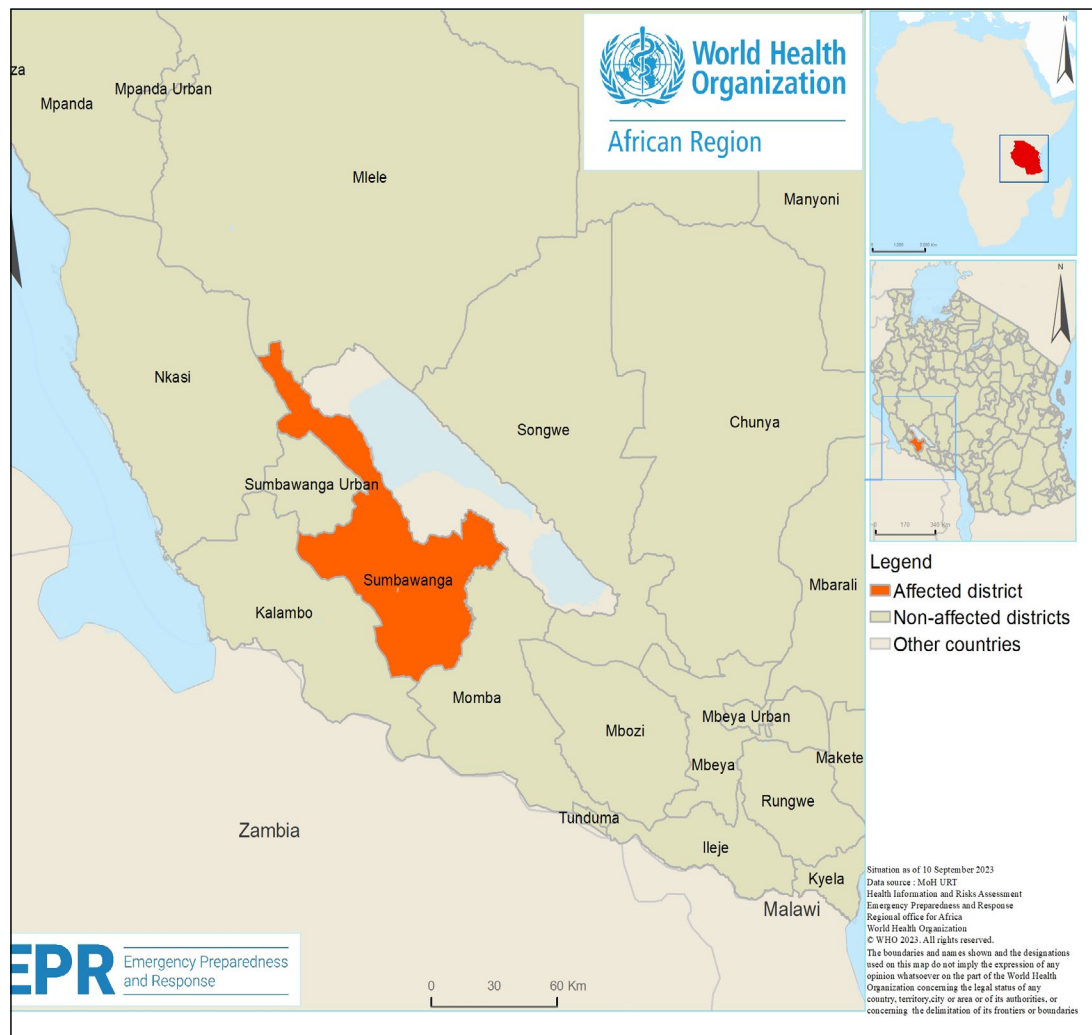 World Health
Organization
African Region
za
Mpanda Urban
Mpanda
Mlele
Manyoni
Nkasi
Songwe
Chunya
Sumbawanga Urban
Sumbawanga
Mbarali
Kalambo
Momba
Mbozi
Mbeya Urban
Makete
Mbeya
Rungwe
Tunduma
Zambia
Ileje
Kyela
Malawi
EPR
Emergency Preparedness
and Response
0 30 60 Km
N
0
Km
N
0 170 340 Km
Legend
Affected district
Non-affected districts
Other countries
Situation as of 10 September 2023
Data source : MoH URT
Health Information and Risks Assessment
Emergency Preparedness and Response
Regional office for Africa
World Health Organization
© WHO 2023. All rights reserved.
The boundaries and names shown and the designations
used on this map do not imply the expression of any
opinion whatsoever on the part of the World Health
Organization concerning the legal status of any
country, territory,city or area or of its authorities, or
concerning the delimitation of its frontiers or boundaries